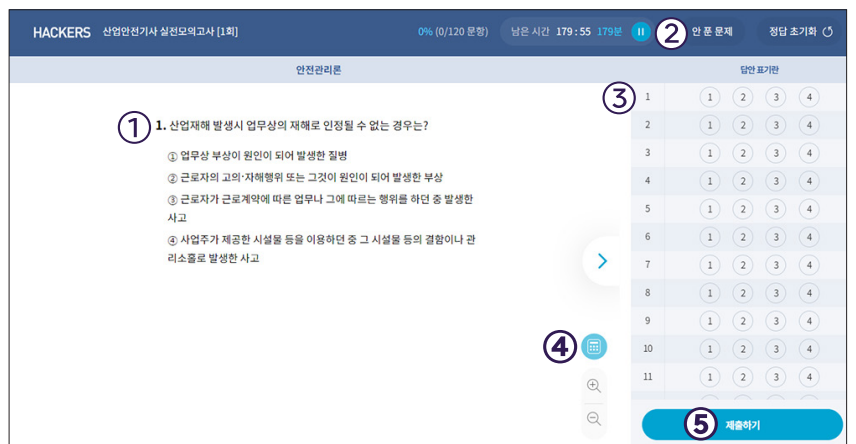 HACKERS 산업안전기사 실전모의고사 [1회] 0% (0/120 문항) 남은 시간 179 : 55 179분 ② 안 푼 문제 정답 초기화
안전관리론 답안 표기란
① 1. 산업재해 발생시 업무상의 재해로 인정될 수 없는 경우는?
① 업무상 부상이 원인이 되어 발생한 질병
② 근로자의 고의·자해행위 또는 그것이 원인이 되어 발생한 부상
③ 근로자가 근로계약에 따른 업무나 그에 따르는 행위를 하던 중 발생한
사고
④ 사업주가 제공한 시설물 등을 이용하던 중 그 시설물 등의 결함이나 관
리소홀로 발생한 사고
④
③ 1 1 2 3 4
2 1 2 3 4
3 1 2 3 4
4 1 2 3 4
5 1 2 3 4
6 1 2 3 4
7 1 2 3 4
8 1 2 3 4
9 1 2 3 4
10 1 2 3 4
11 1 2 3 4
⑤ 제출하기